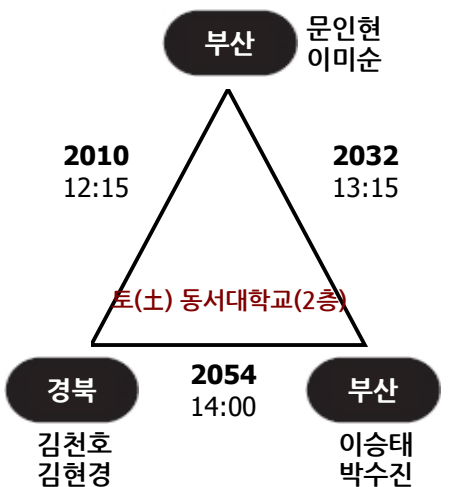 부산
문인현
이미순
2010
12:15
2032
13:15
토(土) 동서대학교(2층)
경북
2054
14:00
부산
김천호
김현경
이승태
박수진